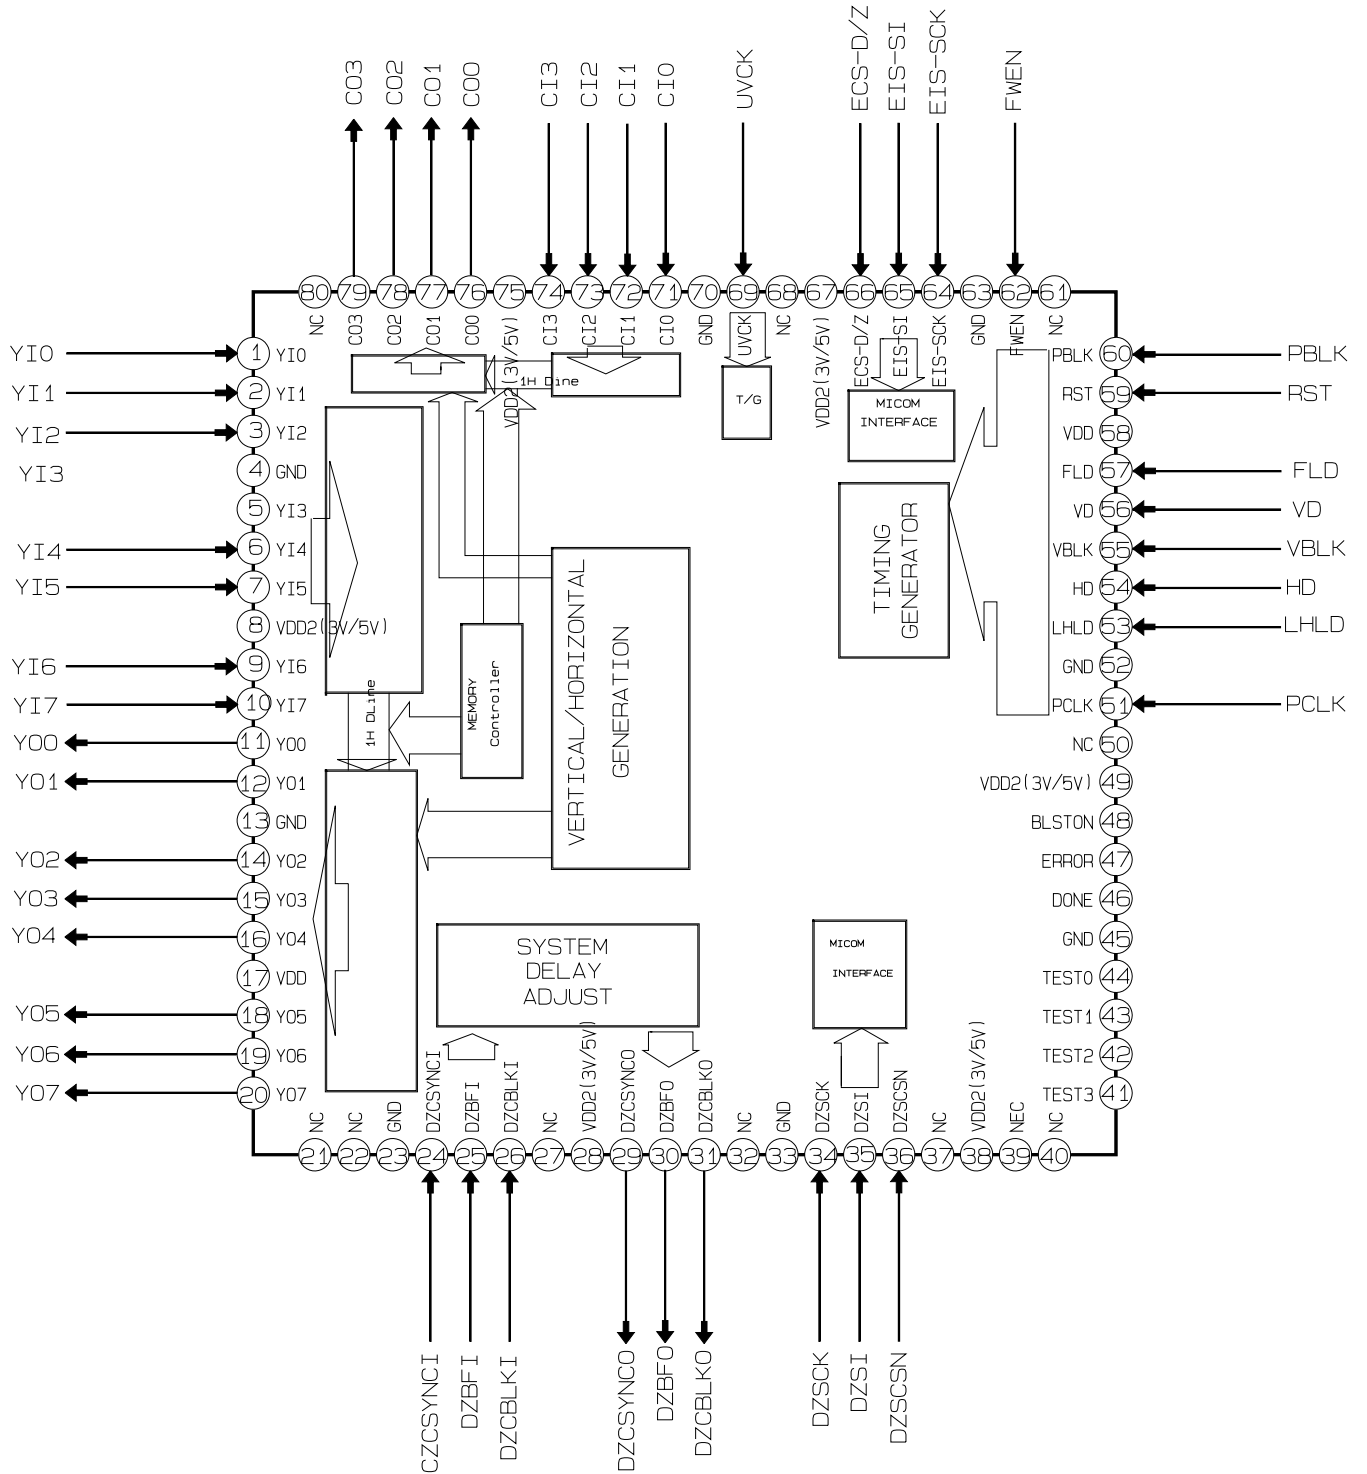 CO3
CO2
CO1
CO0
CI3
CI2
CI1
CI0
UVCK
ECS-D/Z
EIS-SI
EIS-SCK
FWEN
80
79
78
77
76
75
74
73
72
71
70
69
68
67
66
65
64
63
62
61
NC
CO3
CO2
CO1
CO0
VDD2(3V/5V)
CI3
CI2
CI1
CI0
GND
UVCK
NC
VDD2(3V/5V)
ECS-D/Z
EIS-SI
EIS-SCK
GND
FWEN
NC
YI0 1 YI0
YI1 2 YI1
YI2 3 YI2
YI3 4 GND
5 YI3
YI4 6 YI4
YI5 7 YI5
8 VDD2(3V/5V)
YI6 9 YI6
YI7 10 YI7
YO0 11 YO0
YO1 12 YO1
13 GND
YO2 14 YO2
YO3 15 YO3
YO4 16 YO4
17 VDD
YO5 18 YO5
YO6 19 YO6
YO7 20 YO7
1H Dine
T/G
MICOM
INTERFACE
TIMING
GENERATOR
1H DLine
MEMORY
Controller
VERTICAL/HORIZONTAL
GENERATION
SYSTEM
DELAY
ADJUST
MICOM
INTERFACE
PBLK 60 PBLK
RST 59 RST
VDD 58
FLD 57 FLD
VD 56 VD
VBLK 55 VBLK
HD 54 HD
LHLD 53 LHLD
GND 52
PCLK 51 PCLK
NC 50
VDD2(3V/5V) 49
BLSTON 48
ERROR 47
DONE 46
GND 45
TEST0 44
TEST1 43
TEST2 42
TEST3 41
NC
NC
GND
DZCSYNCI
DZBFI
DZCBLKI
NC
VDD2(3V/5V)
DZCSYNCO
DZBFO
DZCBLKO
NC
GND
DZSCK
DZSI
DZSCSN
NC
VDD2(3V/5V)
NEC
NC
21
22
23
24
25
26
27
28
29
30
31
32
33
34
35
36
37
38
39
40
CZCSYNCI
DZBFI
DZCBLKI
DZCSYNCO
DZBFO
DZCBLKO
DZSCK
DZSI
DZSCSN